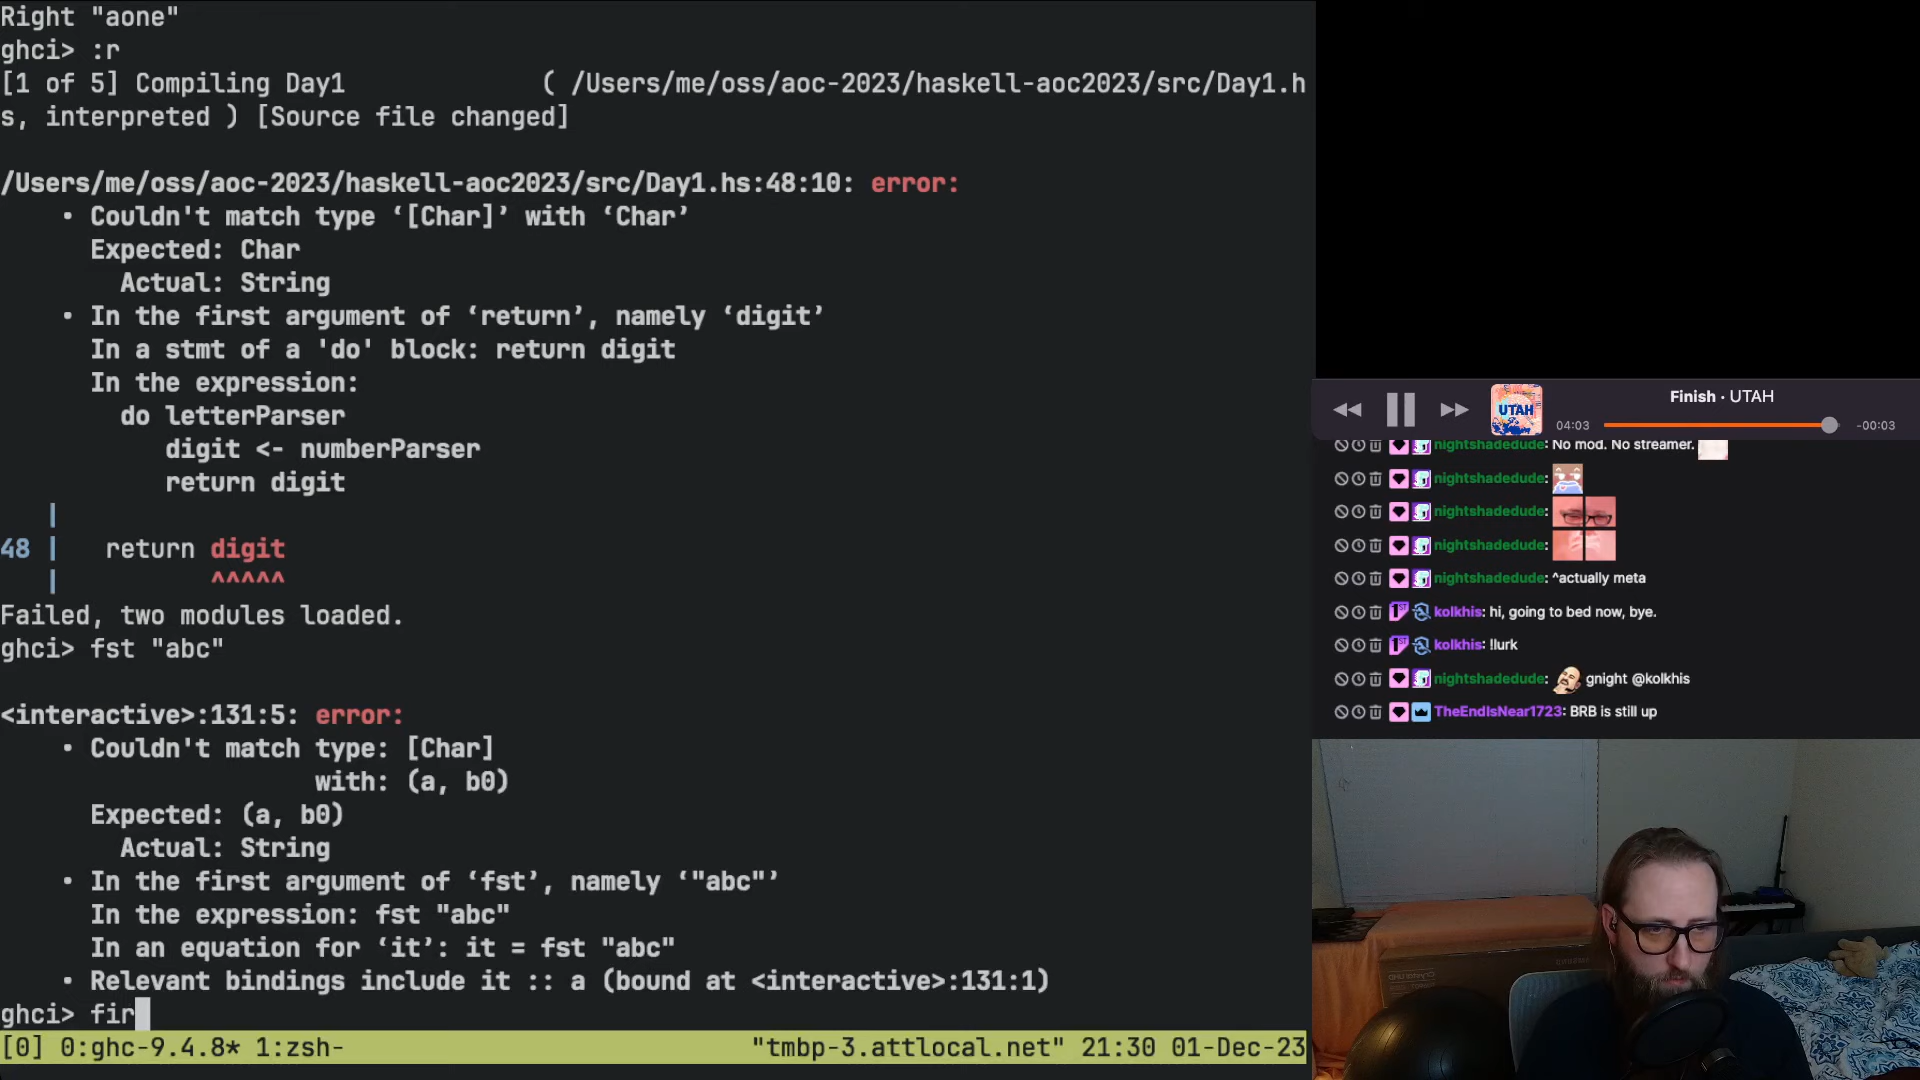 Right "aone"
ghci> :r
[1 of 5] Compiling Day1             ( /Users/me/oss/aoc-2023/haskell-aoc2023/src/Day1.h
s, interpreted ) [Source file changed]
/Users/me/oss/aoc-2023/haskell-aoc2023/src/Day1.hs:48:10: error:
• Couldn't match type ‘[Char]’ with ‘Char’
Expected: Char
Actual: String
• In the first argument of ‘return’, namely ‘digit’
In a stmt of a 'do' block: return digit
In the expression:
do letterParser
digit <- numberParser
return digit
|
48 |   return digit
|          ^^^^^
Failed, two modules loaded.
ghci> fst "abc"
<interactive>:131:5: error:
• Couldn't match type: [Char]
with: (a, b0)
Expected: (a, b0)
Actual: String
• In the first argument of ‘fst’, namely ‘"abc"’
In the expression: fst "abc"
In an equation for ‘it’: it = fst "abc"
• Relevant bindings include it :: a (bound at <interactive>:131:1)
ghci> fir
[0] 0:ghc-9.4.8* 1:zsh- "tmbp-3.attlocal.net" 21:30 01-Dec-23
UTAH
Finish · UTAH
04:03 -00:03
nightshadedude: No mod. No streamer.
nightshadedude:
nightshadedude:
nightshadedude:
nightshadedude: ^actually meta
1ST kolkhis: hi, going to bed now, bye.
1ST kolkhis: !lurk
nightshadedude: gnight @kolkhis
TheEndIsNear1723: BRB is still up